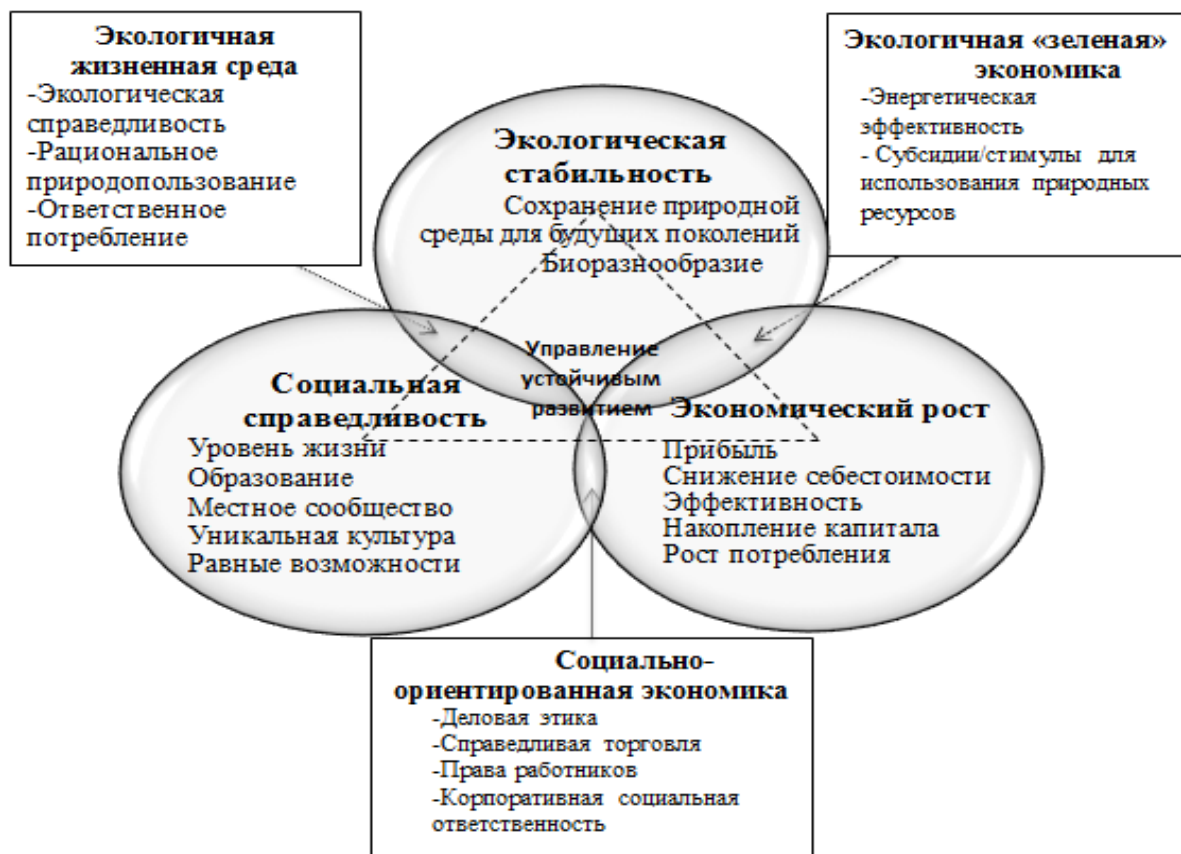 Экологичная
жизненная среда
-Экологическая
справедливость
-Рациональное
природопользование
-Ответственное
потребление
Экологичная «зеленая»
экономика
-Энергетическая
эффективность
- Субсидии/стимулы для
использования природных
ресурсов
Экологическая
стабильность
Сохранение природной
среды для будущих поколений
Биоразнообразие
Управление
устойчивым
развитием
Социальная
справедливость
Уровень жизни
Образование
Местное сообщество
Уникальная культура
Равные возможности
Экономический рост
Прибыль
Снижение себестоимости
Эффективность
Накопление капитала
Рост потребления
Социально-
ориентированная экономика
-Деловая этика
-Справедливая торговля
-Права работников
-Корпоративная социальная
ответственность